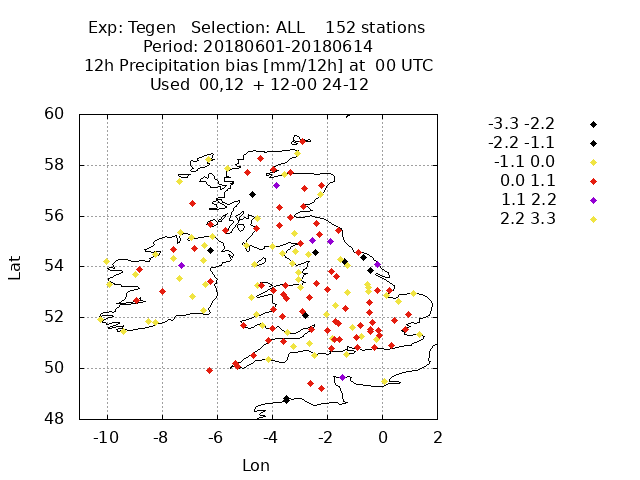 Exp: Tegen Selection: ALL 152 stations
Period: 20180601-20180614
12h Precipitation bias [mm/12h] at 00 UTC
Used 00,12 + 12-00 24-12
60
58
56
54
52
50
48
Lat
-10 -8 -6 -4 -2 0 2
Lon
-3.3 -2.2
-2.2 -1.1
-1.1 0.0
0.0 1.1
1.1 2.2
2.2 3.3